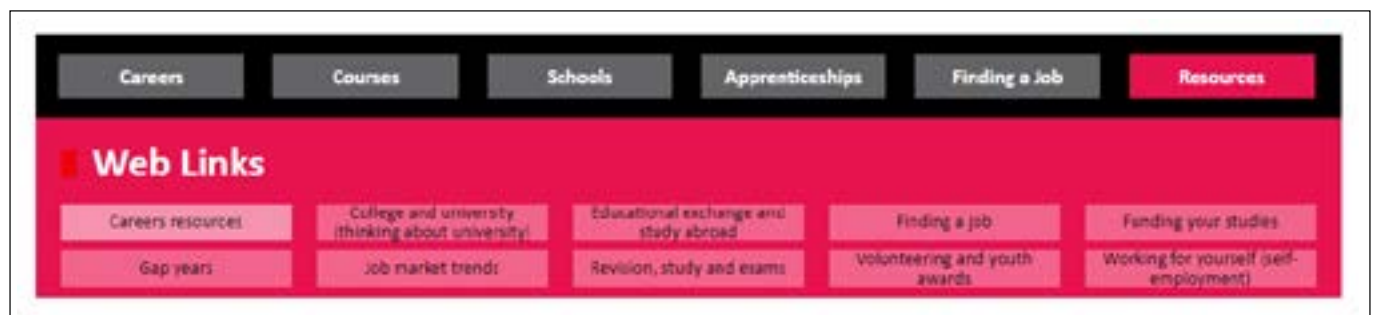 Careers Courses Schools Apprenticeships Finding a Job Resources
Web Links
Careers resources
College and university
(thinking about university)
Educational exchange and
study abroad
Finding a job
Funding your studies
Gap years
Job market trends
Revision, study and exams
Volunteering and youth
awards
Working for yourself (self-
employment)